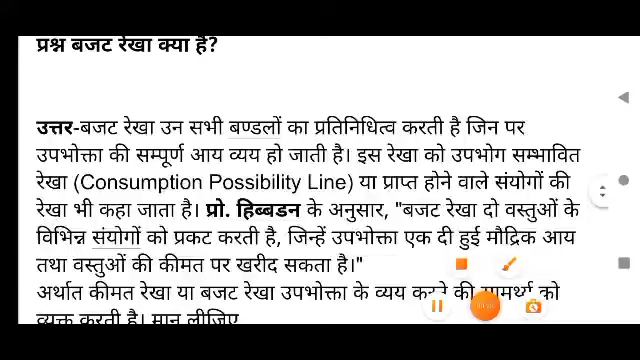 प्रश्न बजट रेखा क्या है?
उत्तर-बजट रेखा उन सभी बण्डलों का प्रतिनिधित्व करती है जिन पर
उपभोक्ता की सम्पूर्ण आय व्यय हो जाती है। इस रेखा को उपभोग सम्भावित
रेखा (Consumption Possibility Line) या प्राप्त होने वाले संयोगों की
रेखा भी कहा जाता है। प्रो. हिब्बडन के अनुसार, "बजट रेखा दो वस्तुओं के
विभिन्न संयोगों को प्रकट करती है, जिन्हें उपभोक्ता एक दी हुई मौद्रिक आय
तथा वस्तुओं की कीमत पर खरीद सकता है।"
अर्थात कीमत रेखा या बजट रेखा उपभोक्ता के व्यय करने की सामर्थ्य को
व्यक्त करती है। मान लीजिए